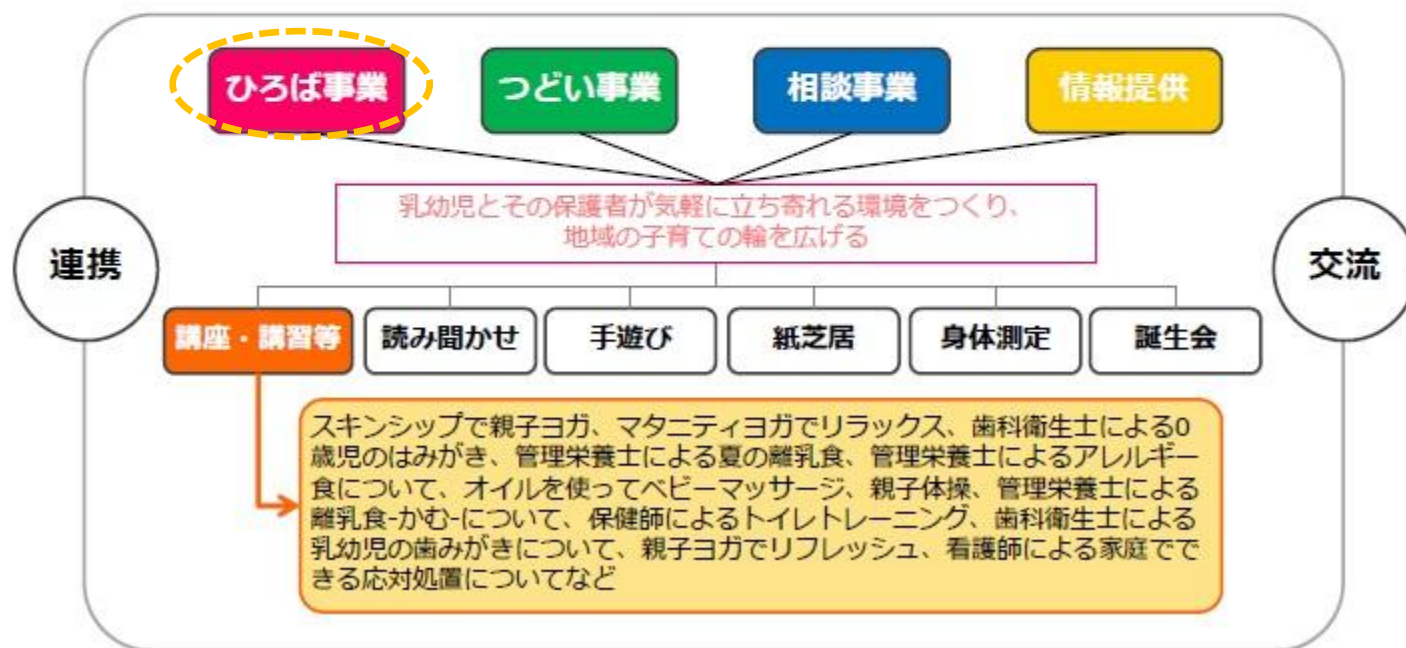 ひろば事業
つどい事業
相談事業
情報提供
乳幼児とその保護者が気軽に立ち寄れる環境をつくり、
地域の子育ての輪を広げる
連携
交流
講座・講習等
読み聞かせ
手遊び
紙芝居
身体測定
誕生会
スキンシップで親子ヨガ、マタニティヨガでリラックス、歯科衛生士による0
歳児のはみがき、管理栄養士による夏の離乳食、管理栄養士によるアレルギー
食について、オイルを使ってベビーマッサージ、親子体操、管理栄養士による
離乳食-かむ-について、保健師によるトイレトレーニング、歯科衛生士による
乳幼児の歯みがきについて、親子ヨガでリフレッシュ、看護師による家庭でで
きる応対処置についてなど